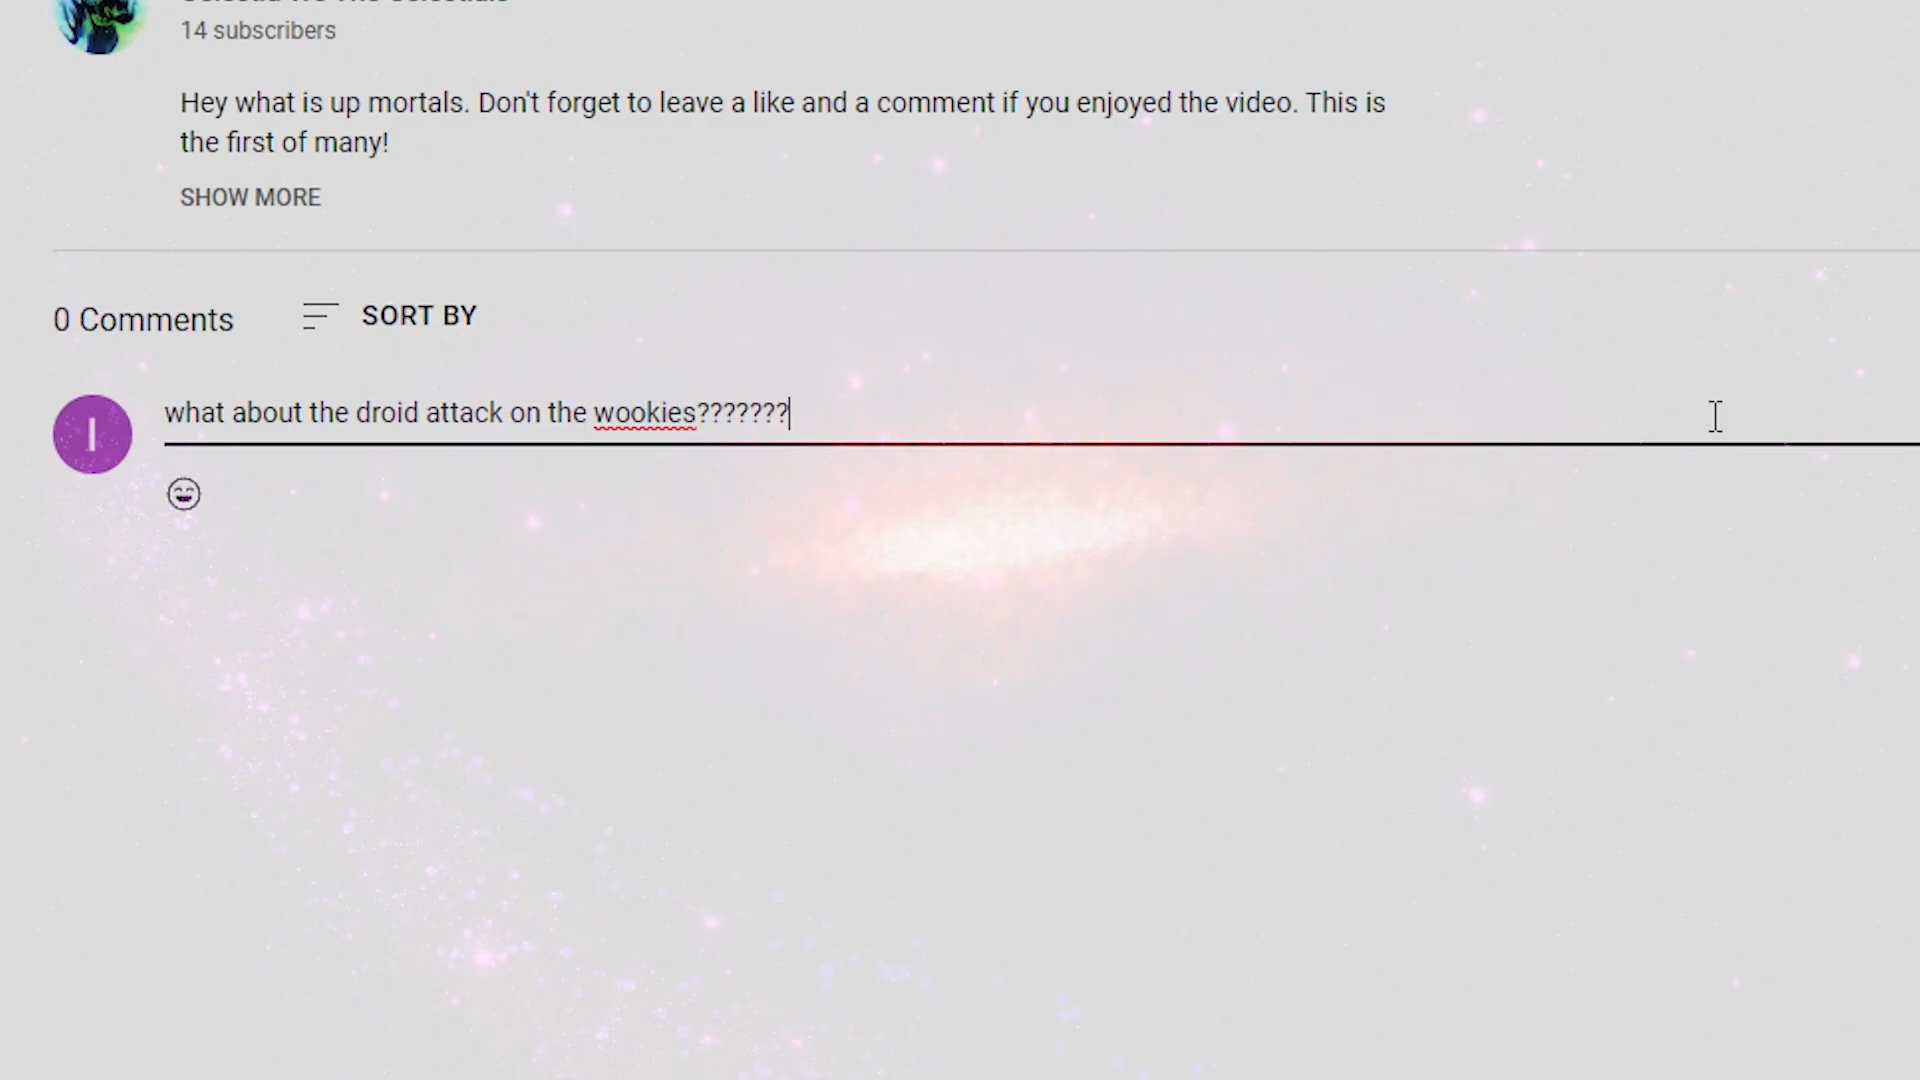 14 subscribers
Hey what is up mortals. Don't forget to leave a like and a comment if you enjoyed the video. This is
the first of many!
SHOW MORE
0 Comments
SORT BY
I
what about the droid attack on the wookies???????